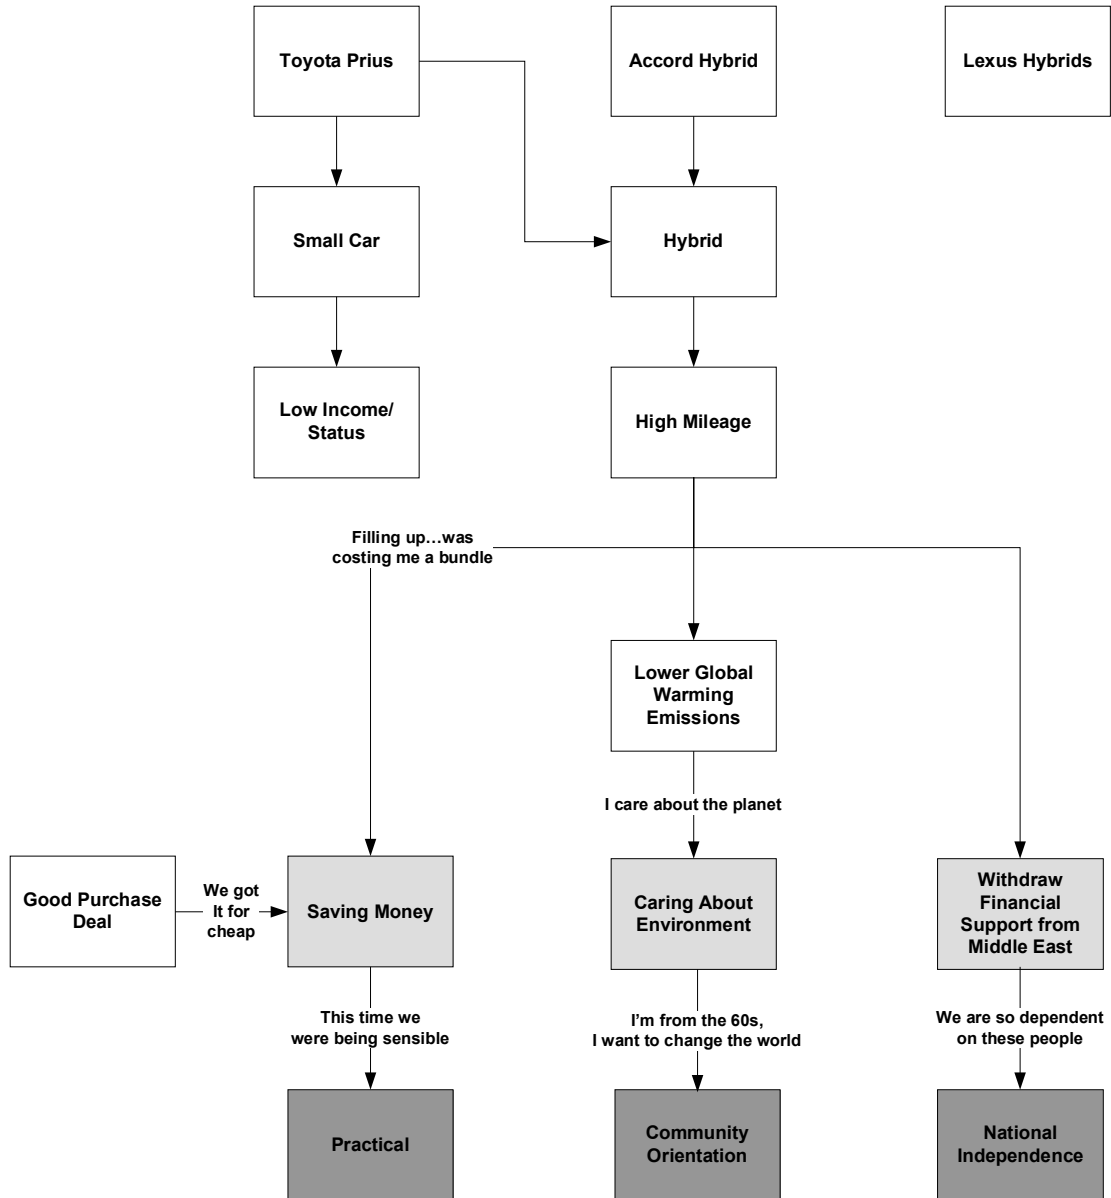 Toyota Prius
Accord Hybrid
Lexus Hybrids
Small Car
Hybrid
Low Income/
Status
High Mileage
Filling up…was
costing me a bundle
Lower Global
Warming
Emissions
I care about the planet
Good Purchase
Deal
We got
It for
cheap
Saving Money
Caring About
Environment
Withdraw
Financial
Support from
Middle East
This time we
were being sensible
I'm from the 60s,
I want to change the world
We are so dependent
on these people
Practical
Community
Orientation
National
Independence